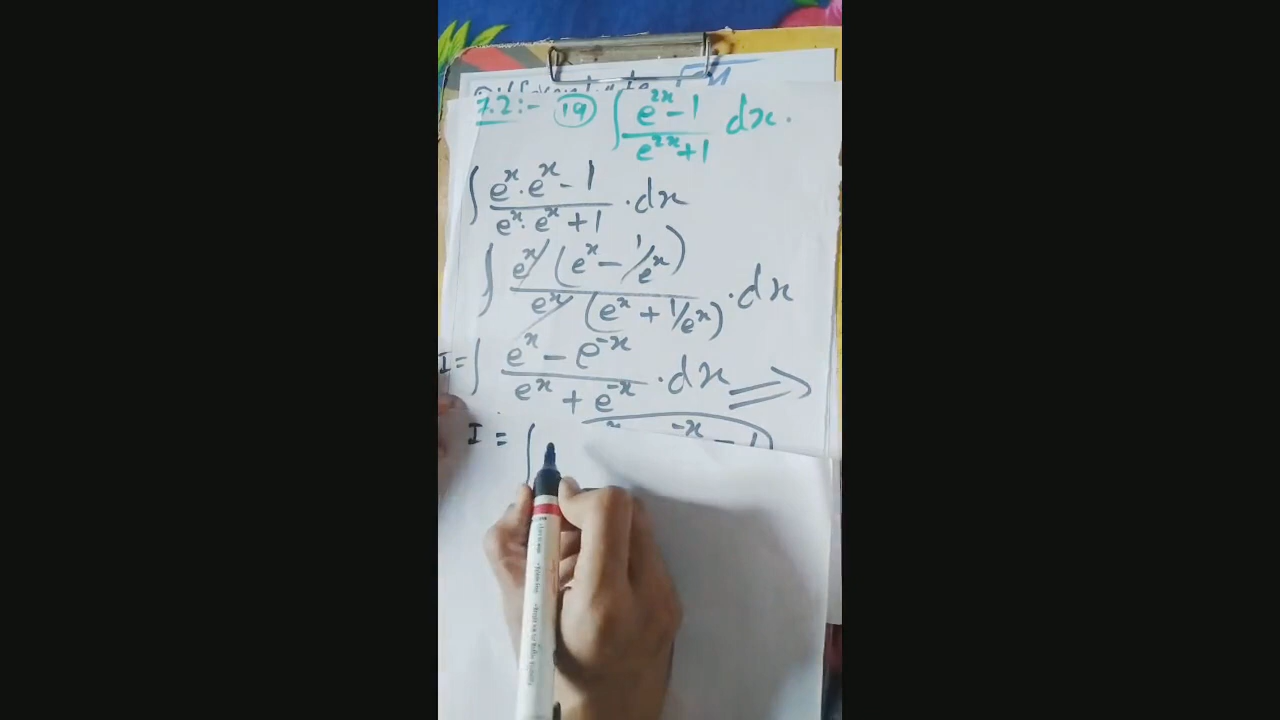 7.2:- (19) ∫ e^{2x}-1 / e^{2x}+1 dx.
∫ e^x.e^x - 1 / e^x.e^x + 1 .dx
∫ e^x (e^x - 1/e^x) / e^x (e^x + 1/e^x) .dx
I = ∫ e^x - e^{-x} / e^x + e^{-x} .dx ⇒
I = ∫